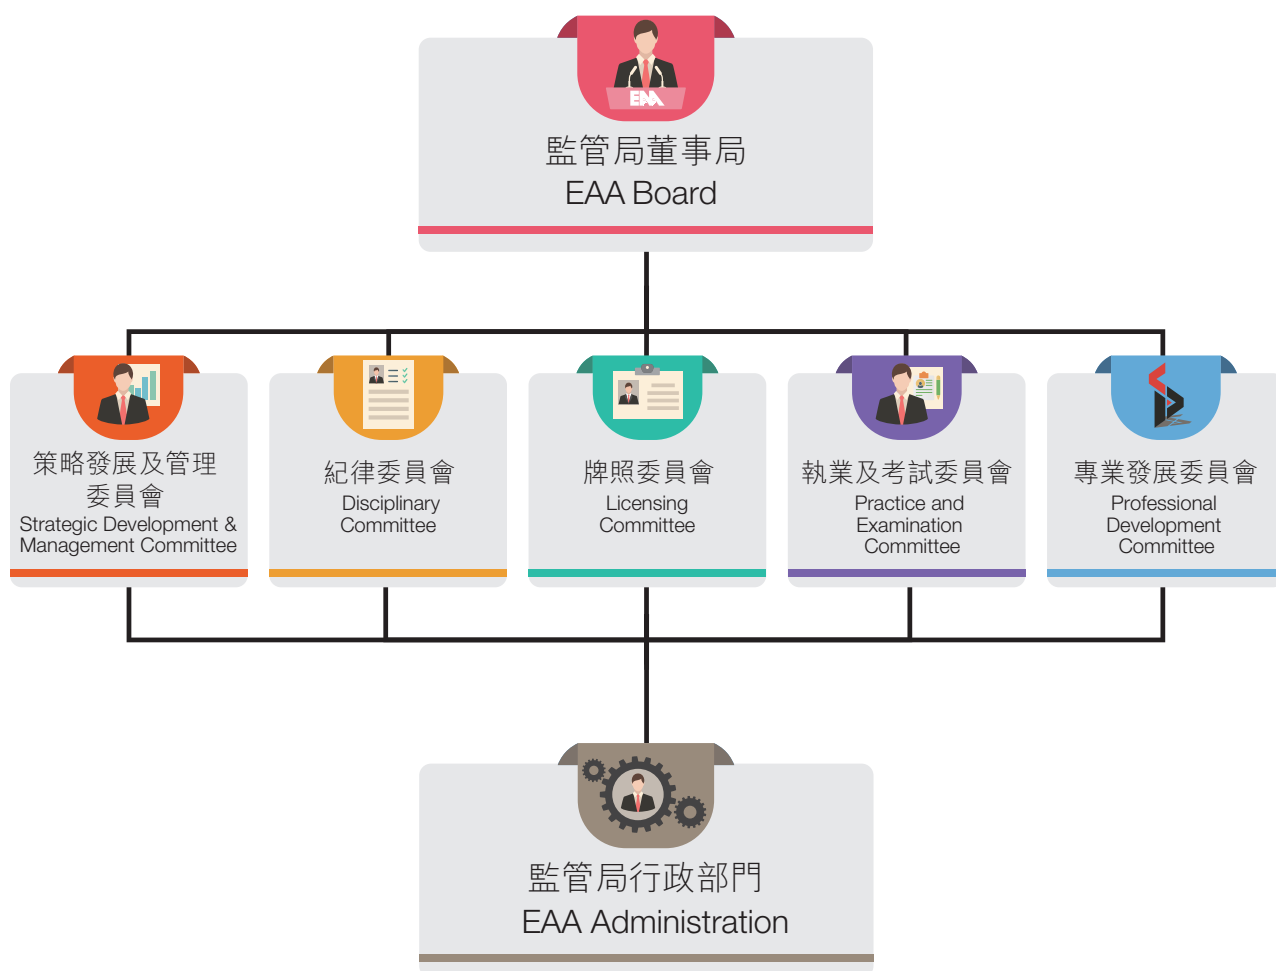 EAA
監管局董事局
EAA Board
策略發展及管理
委員會
Strategic Development &
Management Committee
紀律委員會
Disciplinary
Committee
牌照委員會
Licensing
Committee
執業及考試委員會
Practice and
Examination
Committee
專業發展委員會
Professional
Development
Committee
監管局行政部門
EAA Administration